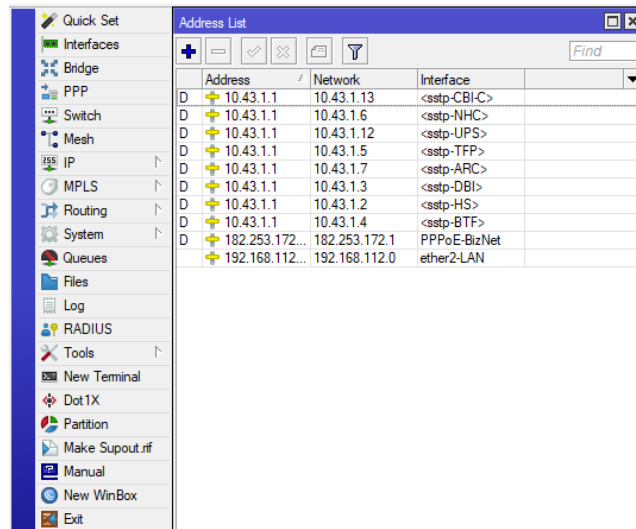 Quick Set
Interfaces
Bridge
PPP
Switch
Mesh
IP
MPLS
Routing
System
Queues
Files
Log
RADIUS
Tools
New Terminal
Dot1X
Partition
Make Supout.rif
Manual
New WinBox
Exit
Address List
Find
Address Network Interface
D 10.43.1.1 10.43.1.13 <sstp-CBI-C>
D 10.43.1.1 10.43.1.6 <sstp-NHC>
D 10.43.1.1 10.43.1.12 <sstp-UPS>
D 10.43.1.1 10.43.1.5 <sstp-TFP>
D 10.43.1.1 10.43.1.7 <sstp-ARC>
D 10.43.1.1 10.43.1.3 <sstp-DBI>
D 10.43.1.1 10.43.1.2 <sstp-HS>
D 10.43.1.1 10.43.1.4 <sstp-BTF>
D 182.253.172... 182.253.172.1 PPPoE-BizNet
192.168.112... 192.168.112.0 ether2-LAN